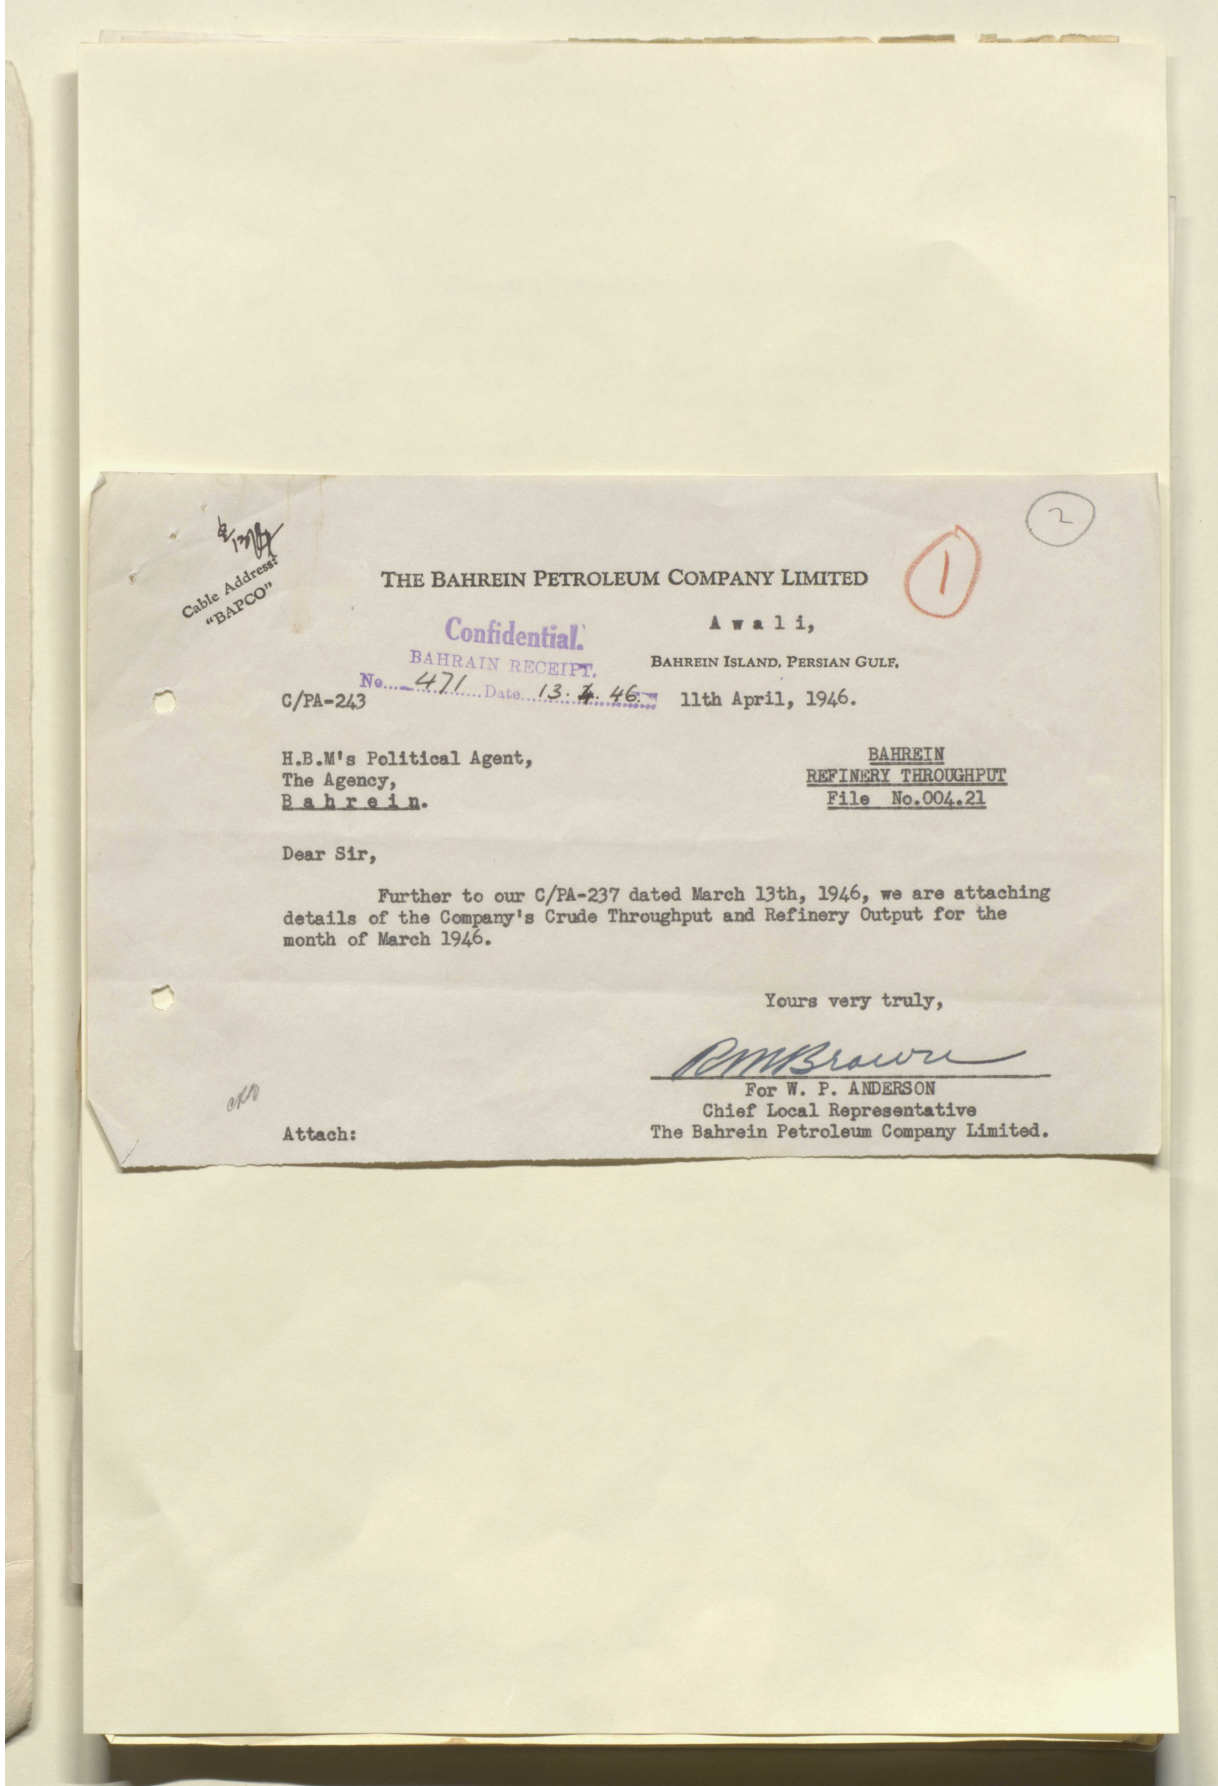 2
1
Cable Address:
"BAPCO"
THE BAHREIN PETROLEUM COMPANY LIMITED
Awali,
BAHREIN ISLAND, PERSIAN GULF,
Confidential.
BAHRAIN RECEIPT.
No. 471 Date 13.4.46.
C/PA-243
11th April, 1946.
H.B.M's Political Agent,
The Agency,
Bahrein.
BAHREIN
REFINERY THROUGHPUT
File No.004.21
Dear Sir,
Further to our C/PA-237 dated March 13th, 1946, we are attaching
details of the Company's Crude Throughput and Refinery Output for the
month of March 1946.
Yours very truly,
RMBrown
For W. P. ANDERSON
Chief Local Representative
The Bahrein Petroleum Company Limited.
Attach: